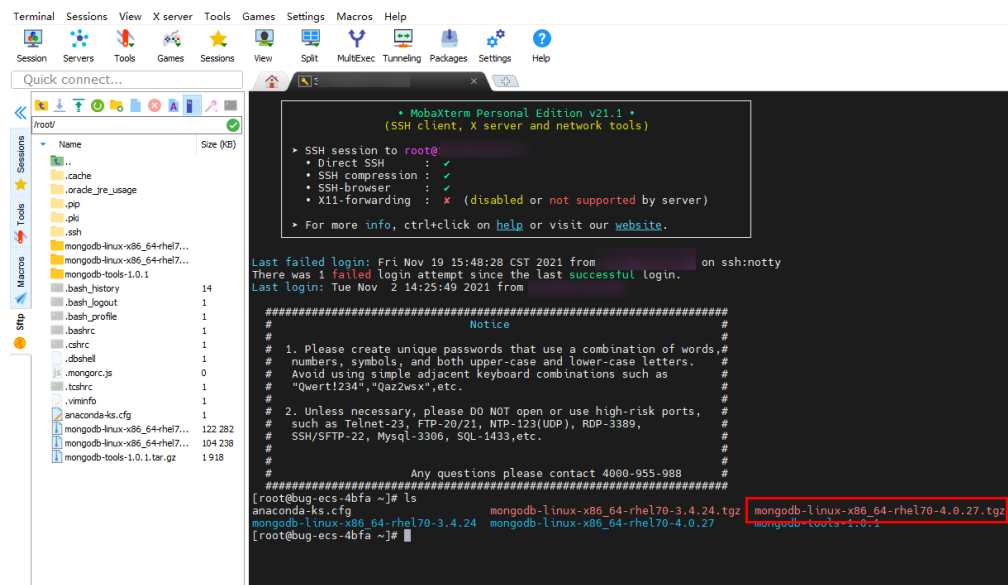 Terminal Sessions View X server Tools Games Settings Macros Help
Session Servers Tools Games Sessions View Split MultiExec Tunneling Packages Settings Help
Quick connect...
/root/
Name Size (KB)
..
.cache
.oracle_jre_usage
.pip
.pki
.ssh
mongodb-linux-x86_64-rhel7...
mongodb-linux-x86_64-rhel7...
mongodb-tools-1.0.1
.bash_history 14
.bash_logout 1
.bash_profile 1
.bashrc 1
.cshrc 1
.dbshell 1
.mongorc.js 0
.tcshrc 1
.viminfo 1
anaconda-ks.cfg 1
mongodb-linux-x86_64-rhel7... 122 282
mongodb-linux-x86_64-rhel7... 104 238
mongodb-tools-1.0.1.tar.gz 1 918
Sessions
Tools
Macros
Sftp
• MobaXterm Personal Edition v21.1 •
(SSH client, X server and network tools)
➤ SSH session to root@
• Direct SSH : ✔
• SSH compression : ✔
• SSH-browser : ✔
• X11-forwarding : ✘ (disabled or not supported by server)
➤ For more info, ctrl+click on help or visit our website.
Last failed login: Fri Nov 19 15:48:28 CST 2021 from on ssh:notty
There was 1 failed login attempt since the last successful login.
Last login: Tue Nov 2 14:25:49 2021 from
######################################################################
# Notice #
# #
# 1. Please create unique passwords that use a combination of words,#
# numbers, symbols, and both upper-case and lower-case letters. #
# Avoid using simple adjacent keyboard combinations such as #
# "Qwert!234","Qaz2wsx",etc. #
# #
# 2. Unless necessary, please DO NOT open or use high-risk ports, #
# such as Telnet-23, FTP-20/21, NTP-123(UDP), RDP-3389, #
# SSH/SFTP-22, Mysql-3306, SQL-1433,etc. #
# #
# #
# Any questions please contact 4000-955-988 #
######################################################################
[root@bug-ecs-4bfa ~]# ls
anaconda-ks.cfg mongodb-linux-x86_64-rhel70-3.4.24.tgz mongodb-linux-x86_64-rhel70-4.0.27.tgz
mongodb-linux-x86_64-rhel70-3.4.24 mongodb-linux-x86_64-rhel70-4.0.27 mongodb-tools-1.0.1
[root@bug-ecs-4bfa ~]#